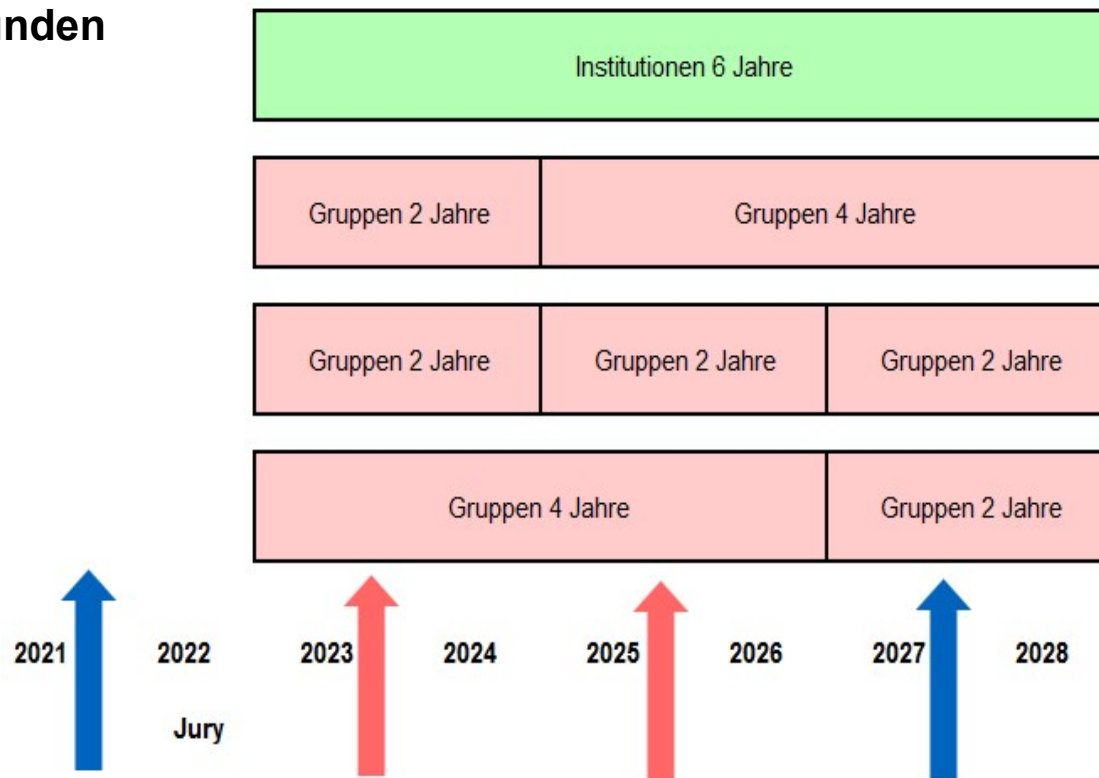 unden
Institutionen 6 Jahre
Gruppen 2 Jahre Gruppen 4 Jahre
Gruppen 2 Jahre Gruppen 2 Jahre Gruppen 2 Jahre
Gruppen 4 Jahre Gruppen 2 Jahre
2021 2022 2023 2024 2025 2026 2027 2028
Jury